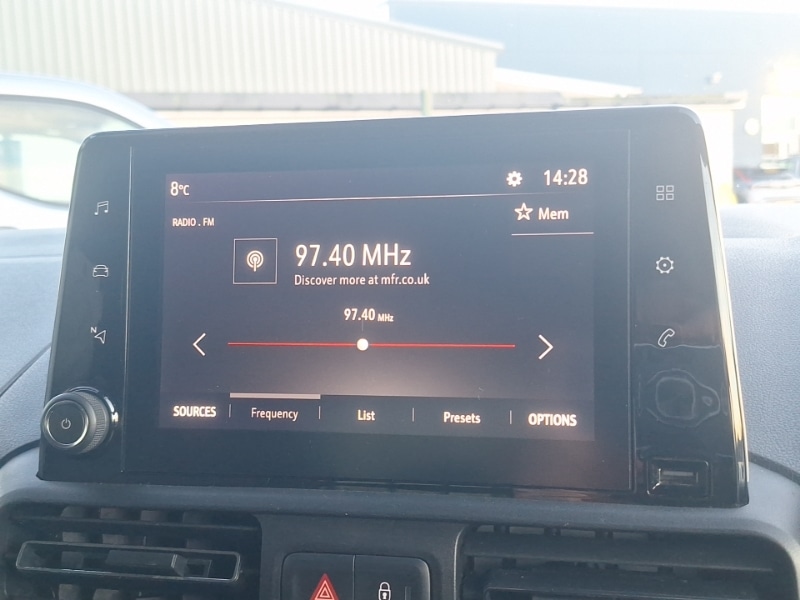 8°C 14:28
RADIO . FM
Mem
97.40 MHz
Discover more at mfr.co.uk
97.40 MHz
SOURCES Frequency List Presets OPTIONS
N